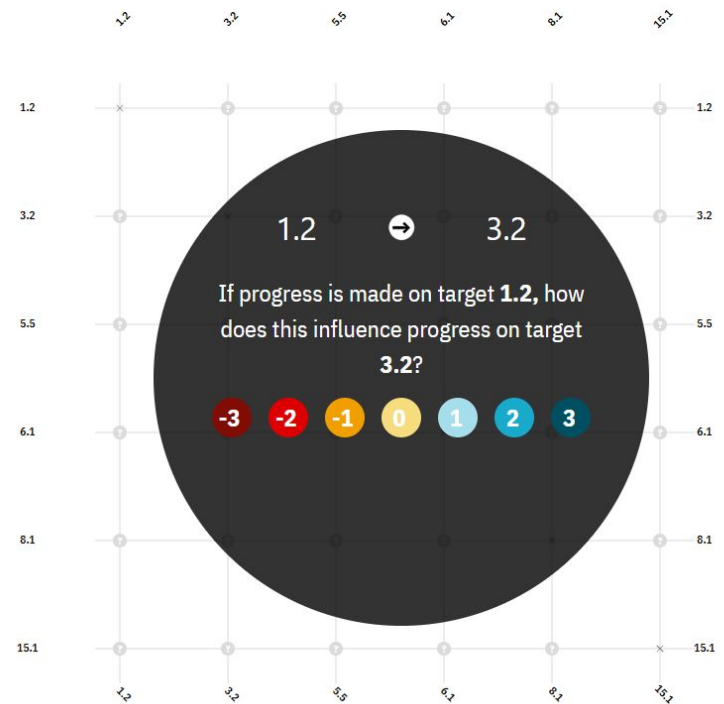 1.2 3.2 5.5 6.1 8.1 15.1
1.2 1.2
3.2 3.2
1.2 → 3.2
If progress is made on target 1.2, how
does this influence progress on target
3.2?
5.5 5.5
-3 -2 -1 0 1 2 3
6.1 6.1
8.1 8.1
15.1 15.1
1.2 3.2 5.5 6.1 8.1 15.1